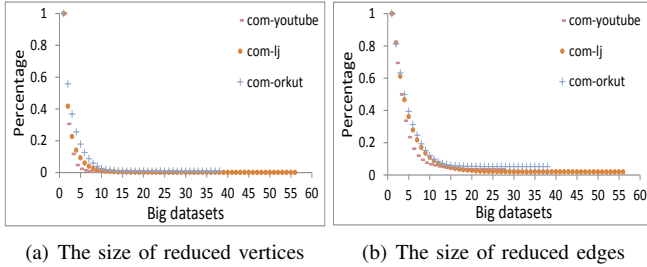 Percentage
1
0.8
0.6
0.4
0.2
0
0 5 10 15 20 25 30 35 40 45 50 55 60
Big datasets
com-youtube
com-lj
com-orkut
(a) The size of reduced vertices
Percentage
1
0.8
0.6
0.4
0.2
0
0 5 10 15 20 25 30 35 40 45 50 55 60
Big datasets
com-youtube
com-lj
com-orkut
(b) The size of reduced edges